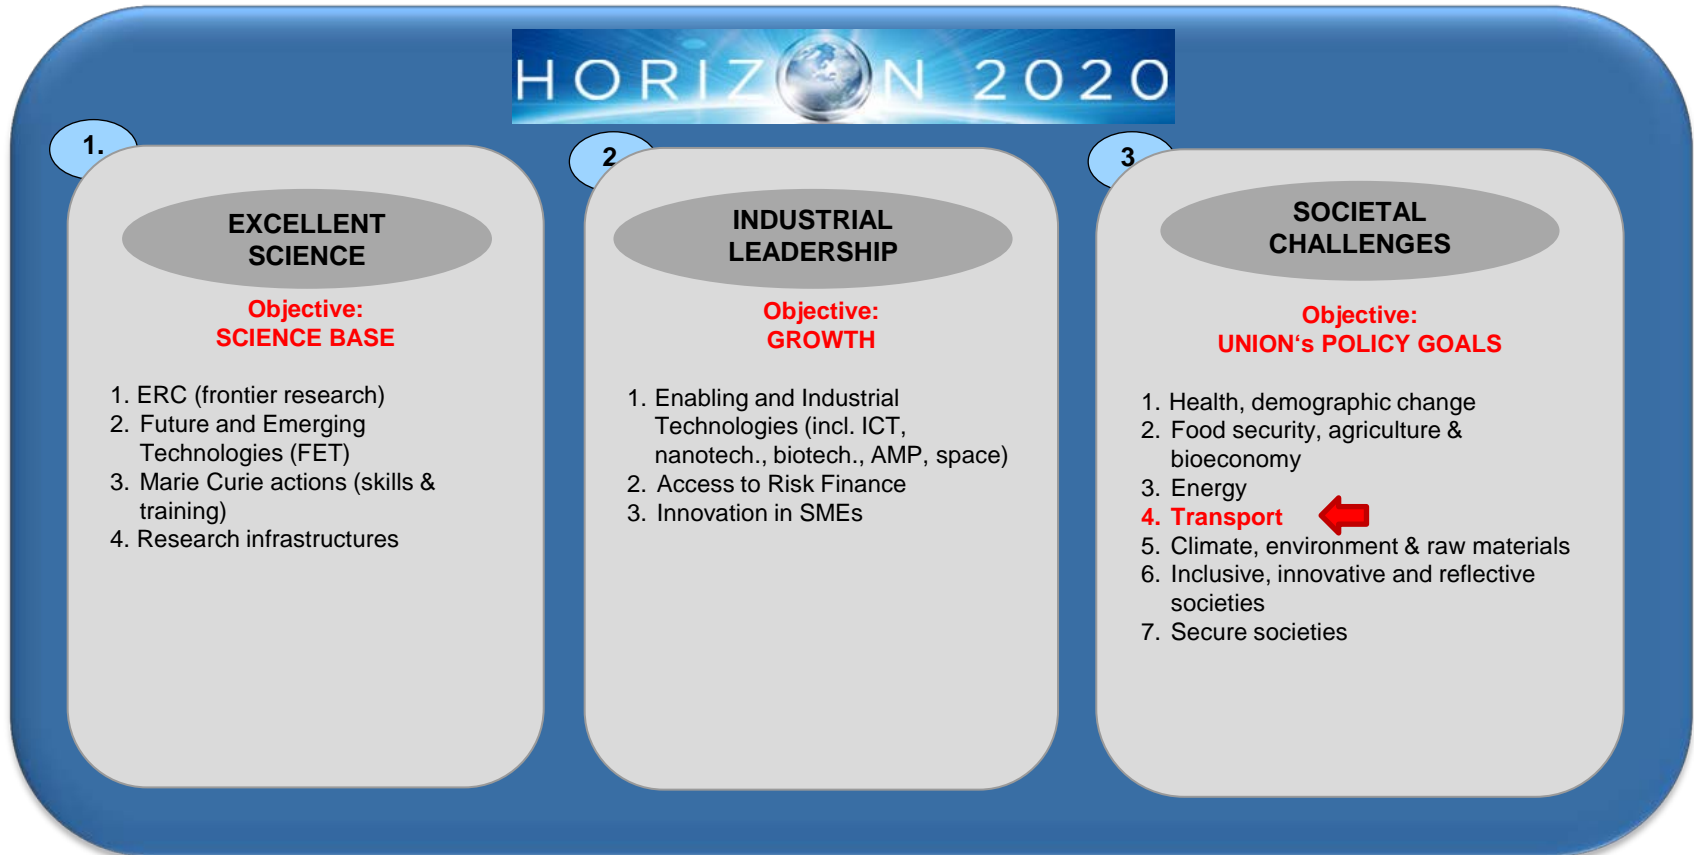 HORIZON 2020
1.
EXCELLENT
SCIENCE
Objective:
SCIENCE BASE
1. ERC (frontier research)
2. Future and Emerging
Technologies (FET)
3. Marie Curie actions (skills &
training)
4. Research infrastructures
2
INDUSTRIAL
LEADERSHIP
Objective:
GROWTH
1. Enabling and Industrial
Technologies (incl. ICT,
nanotech., biotech., AMP, space)
2. Access to Risk Finance
3. Innovation in SMEs
3
SOCIETAL
CHALLENGES
Objective:
UNION‘s POLICY GOALS
1. Health, demographic change
2. Food security, agriculture &
bioeconomy
3. Energy
4. Transport
5. Climate, environment & raw materials
6. Inclusive, innovative and reflective
societies
7. Secure societies